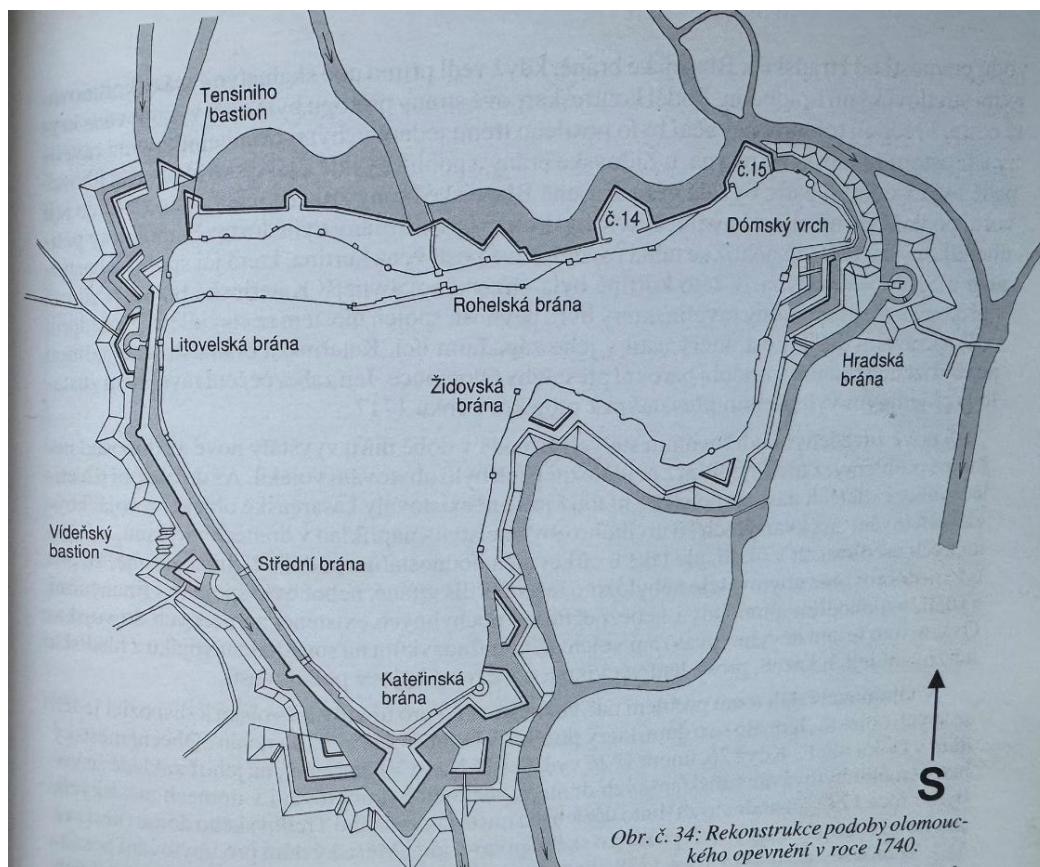 Tensiniho
bastion
č.15
č.14
Dómský vrch
Rohelská brána
Litovelská brána
Hradská
brána
Židovská
brána
Vídeňský
bastion
Střední brána
Kateřinská
brána
S
Obr. č. 34: Rekonstrukce podoby olomouc-
kého opevnění v roce 1740.